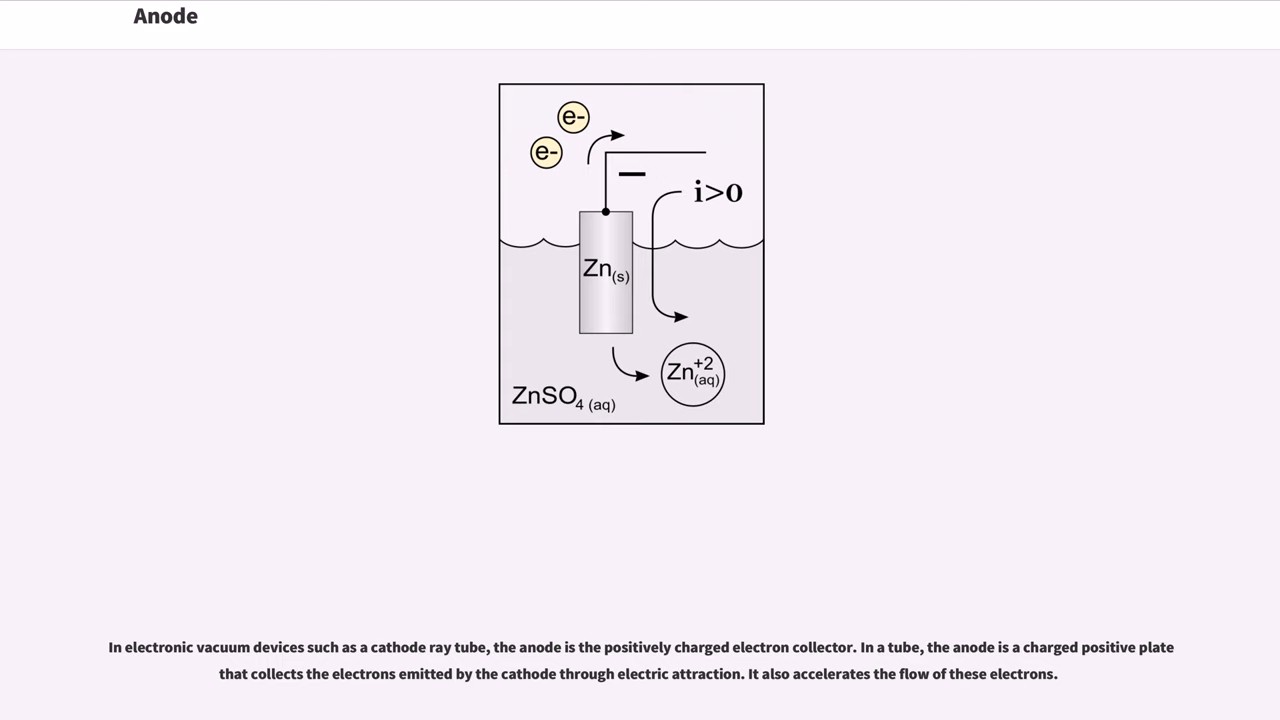 Anode
e-
e-
—
i>0
Zn(s)
Zn+2(aq)
ZnSO4 (aq)
In electronic vacuum devices such as a cathode ray tube, the anode is the positively charged electron collector. In a tube, the anode is a charged positive plate
that collects the electrons emitted by the cathode through electric attraction. It also accelerates the flow of these electrons.